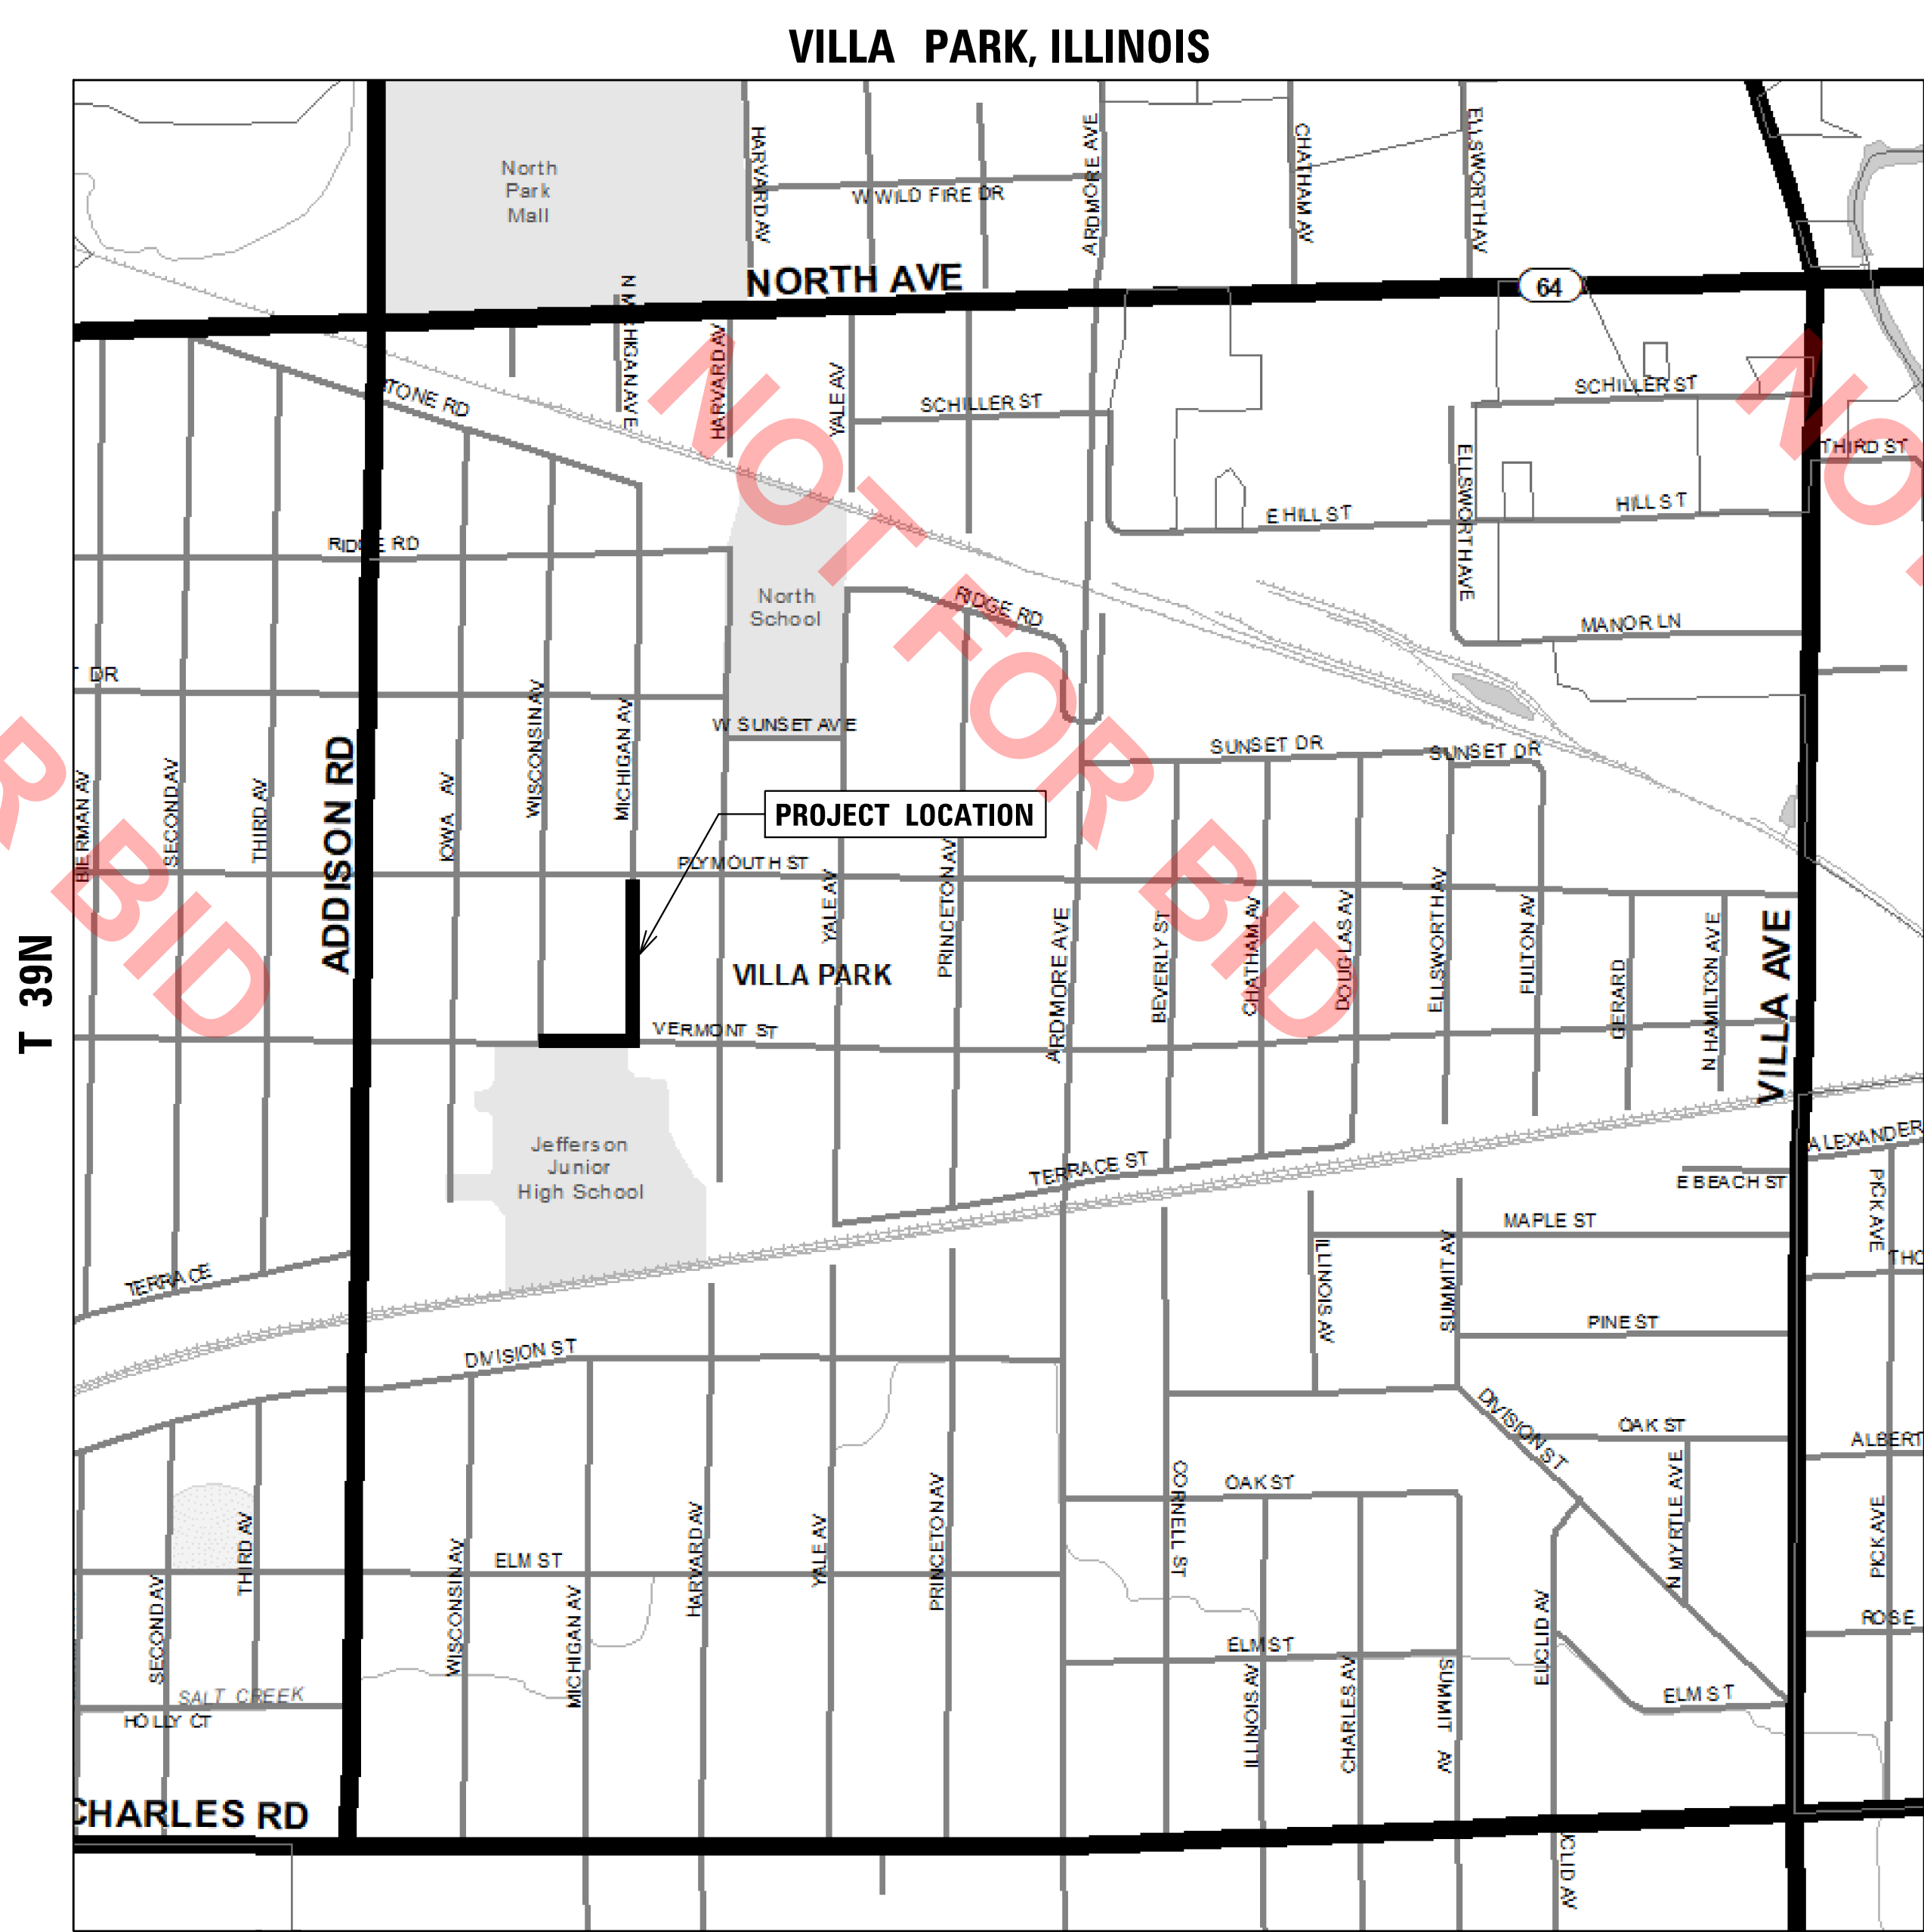 VILLA PARK, ILLINOIS
T 39N
North
Park
Mall
HARVARD AV
W WILD FIRE DR
ARDMORE AVE
CHATHAM AV
ELLSWORTH AV
NORTH AVE
64
N MICHIGAN AVE
HARVARD AV
YALE AV
SCHILLER ST
SCHILLER ST
THIRD ST
TONE RD
E HILL ST
HILL ST
ELLSWORTH AVE
RIDGE RD
North
School
RIDGE RD
MANOR LN
T DR
W SUNSET AVE
SUNSET DR
SUNSET DR
BIERMAN AV
SECOND AV
THIRD AV
ADDISON RD
IOWA AV
WISCONSIN AV
MICHIGAN AV
PROJECT LOCATION
PLYMOUTH ST
YALE AV
PRINCETON AV
ARDMORE AVE
BEVERLY ST
CHATHAM AV
DOUGLAS AV
ELLSWORTH AV
FULTON AV
GERARD
N HAMILTON AVE
VILLA AVE
VILLA PARK
VERMONT ST
Jefferson
Junior
High School
TERRACE ST
ALEXANDER
E BEACH ST
PICK AVE
MAPLE ST
THO
ILLINOIS AV
SUMMIT AV
TERRACE
PINE ST
DIVISION ST
DIVISION ST
OAK ST
ALBERT
N MYRTLE AVE
PICK AVE
OAK ST
CORNELL ST
SECOND AV
THIRD AV
WISCONSIN AV
ELM ST
MICHIGAN AV
HARVARD AV
YALE AV
PRINCETON AV
ROSE
ELM ST
ILLINOIS AV
CHARLES AV
SUMMIT AV
EUCLID AV
ELM ST
SALT CREEK
HOLLY CT
CHARLES RD
UCLID AV
NOT FOR BID
R BID
NO